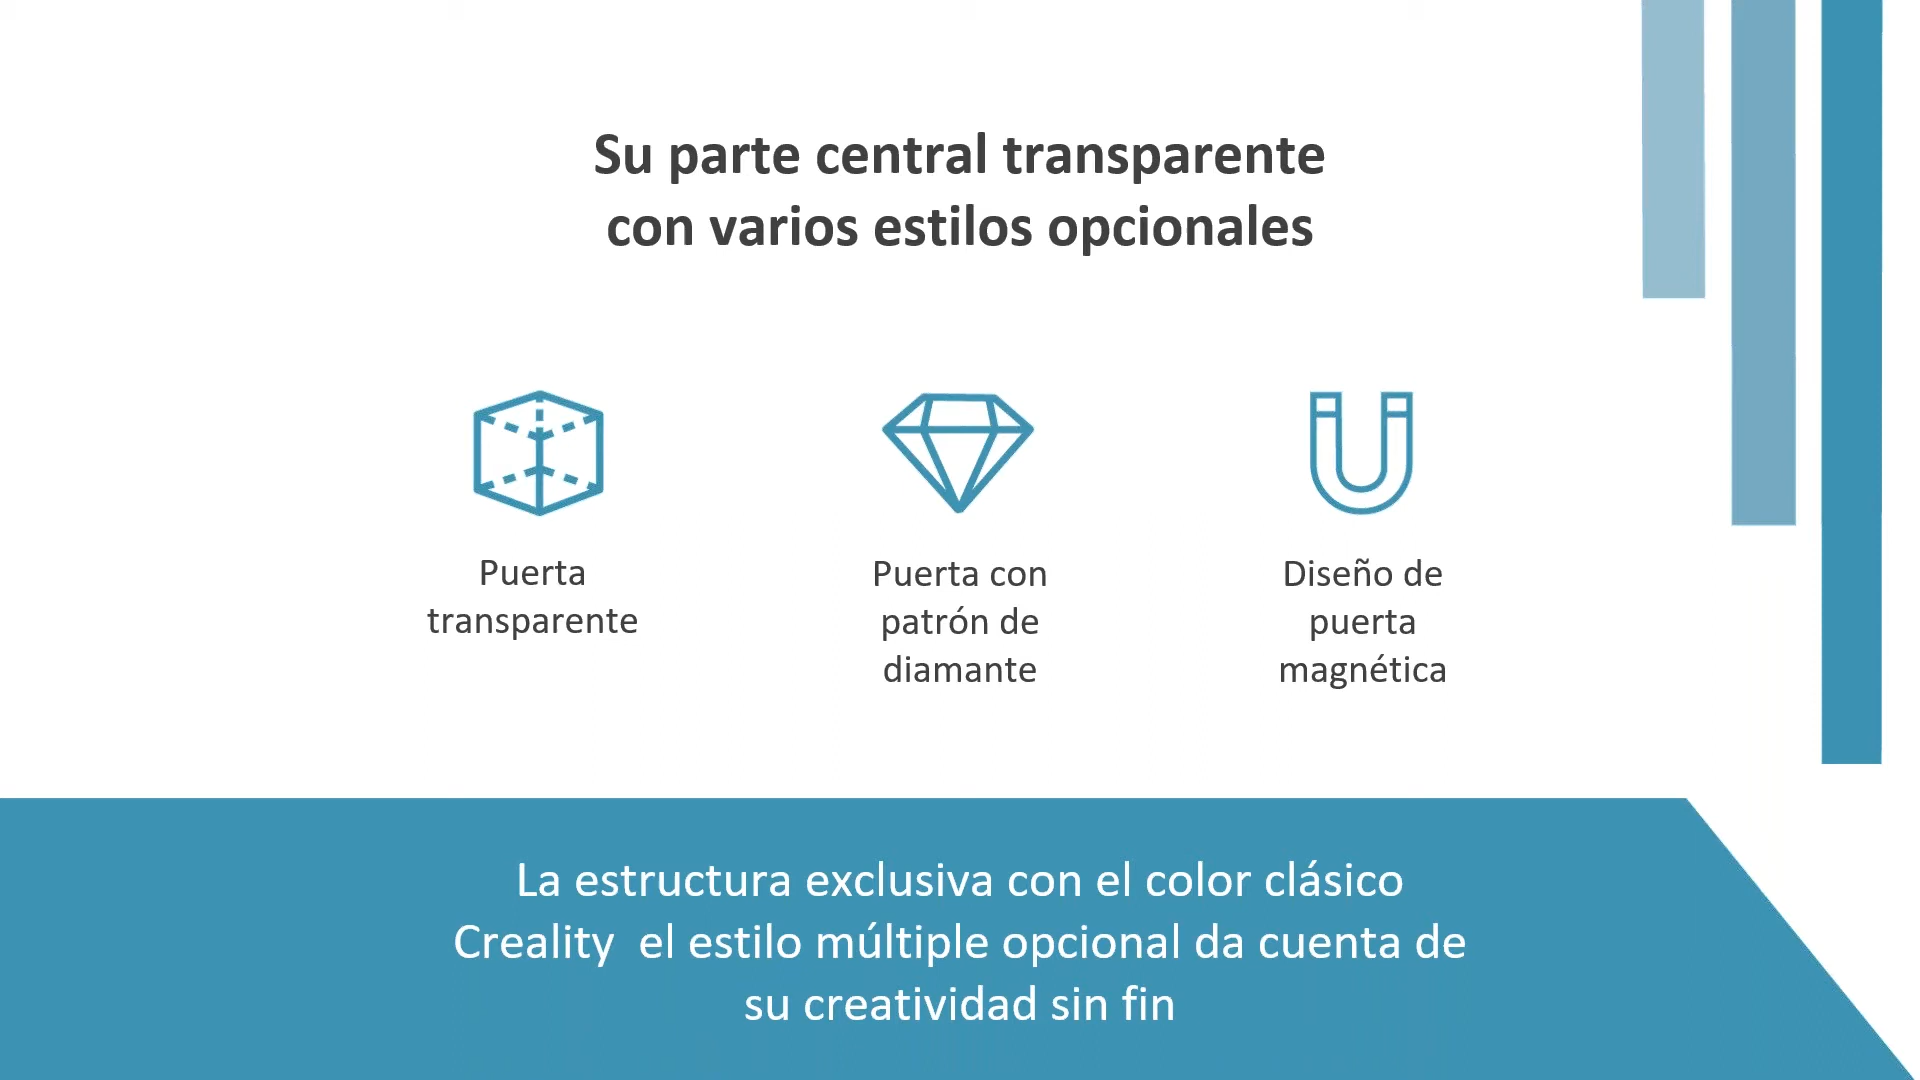 Su parte central transparente
con varios estilos opcionales
Puerta
transparente
Puerta con
patrón de
diamante
Diseño de
puerta
magnética
La estructura exclusiva con el color clásico
Creality  el estilo múltiple opcional da cuenta de
su creatividad sin fin